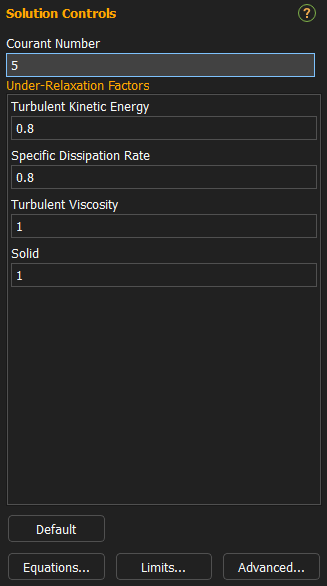 Solution Controls
?
Courant Number
5
Under-Relaxation Factors
Turbulent Kinetic Energy
0.8
Specific Dissipation Rate
0.8
Turbulent Viscosity
1
Solid
1
Default
Equations... Limits... Advanced...